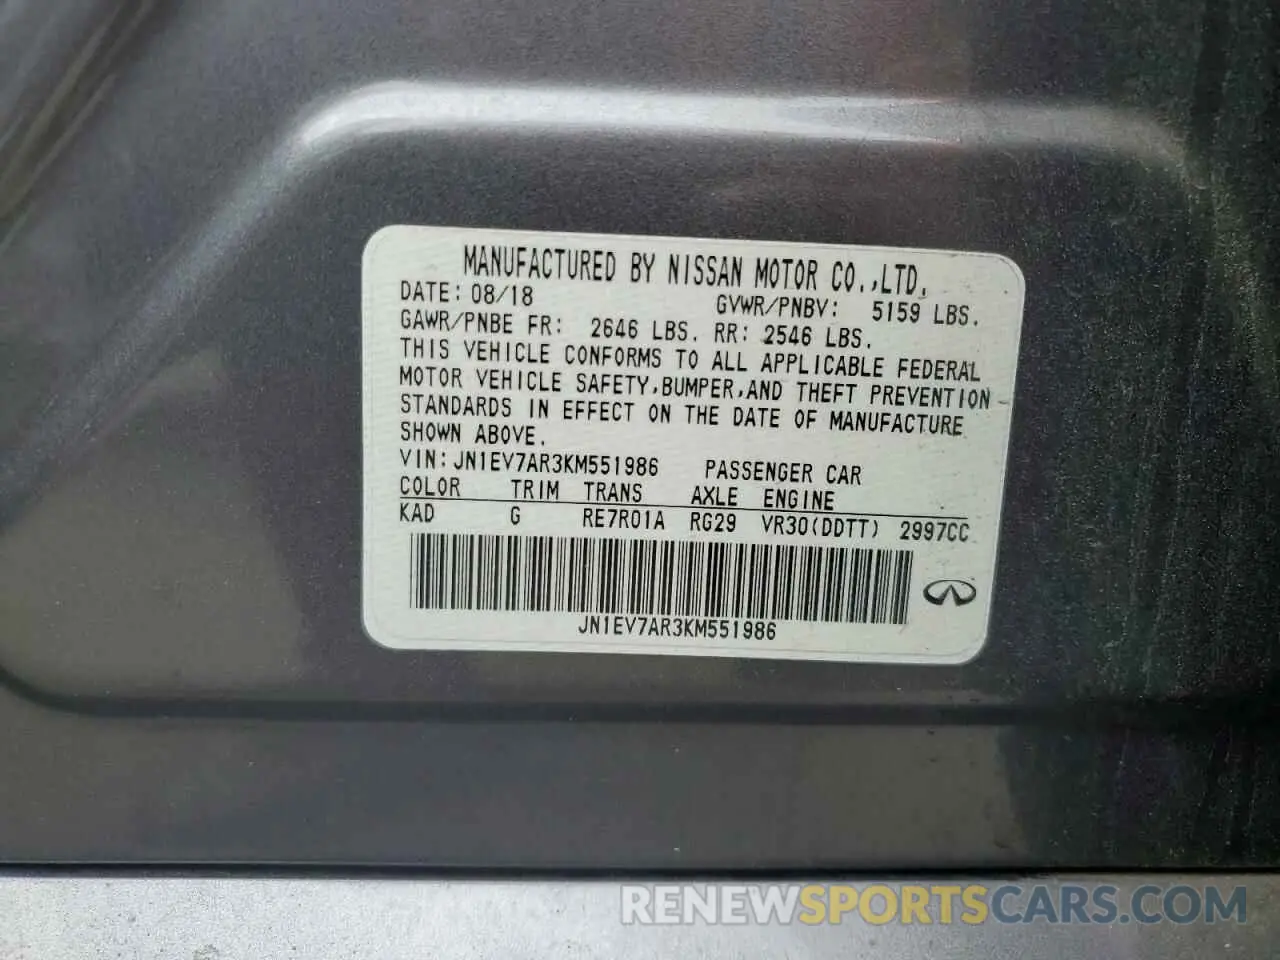 MANUFACTURED BY NISSAN MOTOR CO.,LTD.
DATE: 08/18 GVWR/PNBV: 5159 LBS.
GAWR/PNBE FR: 2646 LBS. RR: 2546 LBS.
THIS VEHICLE CONFORMS TO ALL APPLICABLE FEDERAL
MOTOR VEHICLE SAFETY,BUMPER,AND THEFT PREVENTION
STANDARDS IN EFFECT ON THE DATE OF MANUFACTURE
SHOWN ABOVE.
VIN: JN1EV7AR3KM551986 PASSENGER CAR
COLOR TRIM TRANS AXLE ENGINE
KAD G RE7R01A RG29 VR30(DDTT) 2997CC
JN1EV7AR3KM551986
RENEWSPORTSCARS.COM